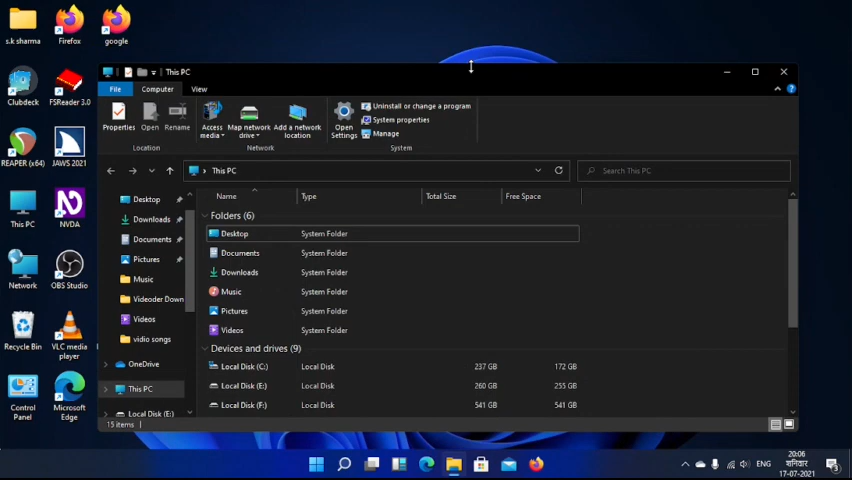 s.k sharma
Firefox
google
Clubdeck
FSReader 3.0
REAPER (x64)
JAWS 2021
This PC
NVDA
Network
OBS Studio
Recycle Bin
VLC media player
Control Panel
Microsoft Edge
This PC
File
Computer
View
Properties
Open
Rename
Access media
Map network drive
Add a network location
Open Settings
Uninstall or change a program
System properties
Manage
Location
Network
System
This PC
Search This PC
Name
Type
Total Size
Free Space
Desktop
Downloads
Documents
Pictures
Music
Videoder Down
Videos
vidio songs
OneDrive
This PC
Local Disk (E:)
Folders (6)
Desktop System Folder
Documents System Folder
Downloads System Folder
Music System Folder
Pictures System Folder
Videos System Folder
Devices and drives (9)
Local Disk (C:) Local Disk 237 GB 172 GB
Local Disk (E:) Local Disk 260 GB 255 GB
Local Disk (F:) Local Disk 541 GB 541 GB
15 items
ENG
20:06
शनिवार
17-07-2021
3